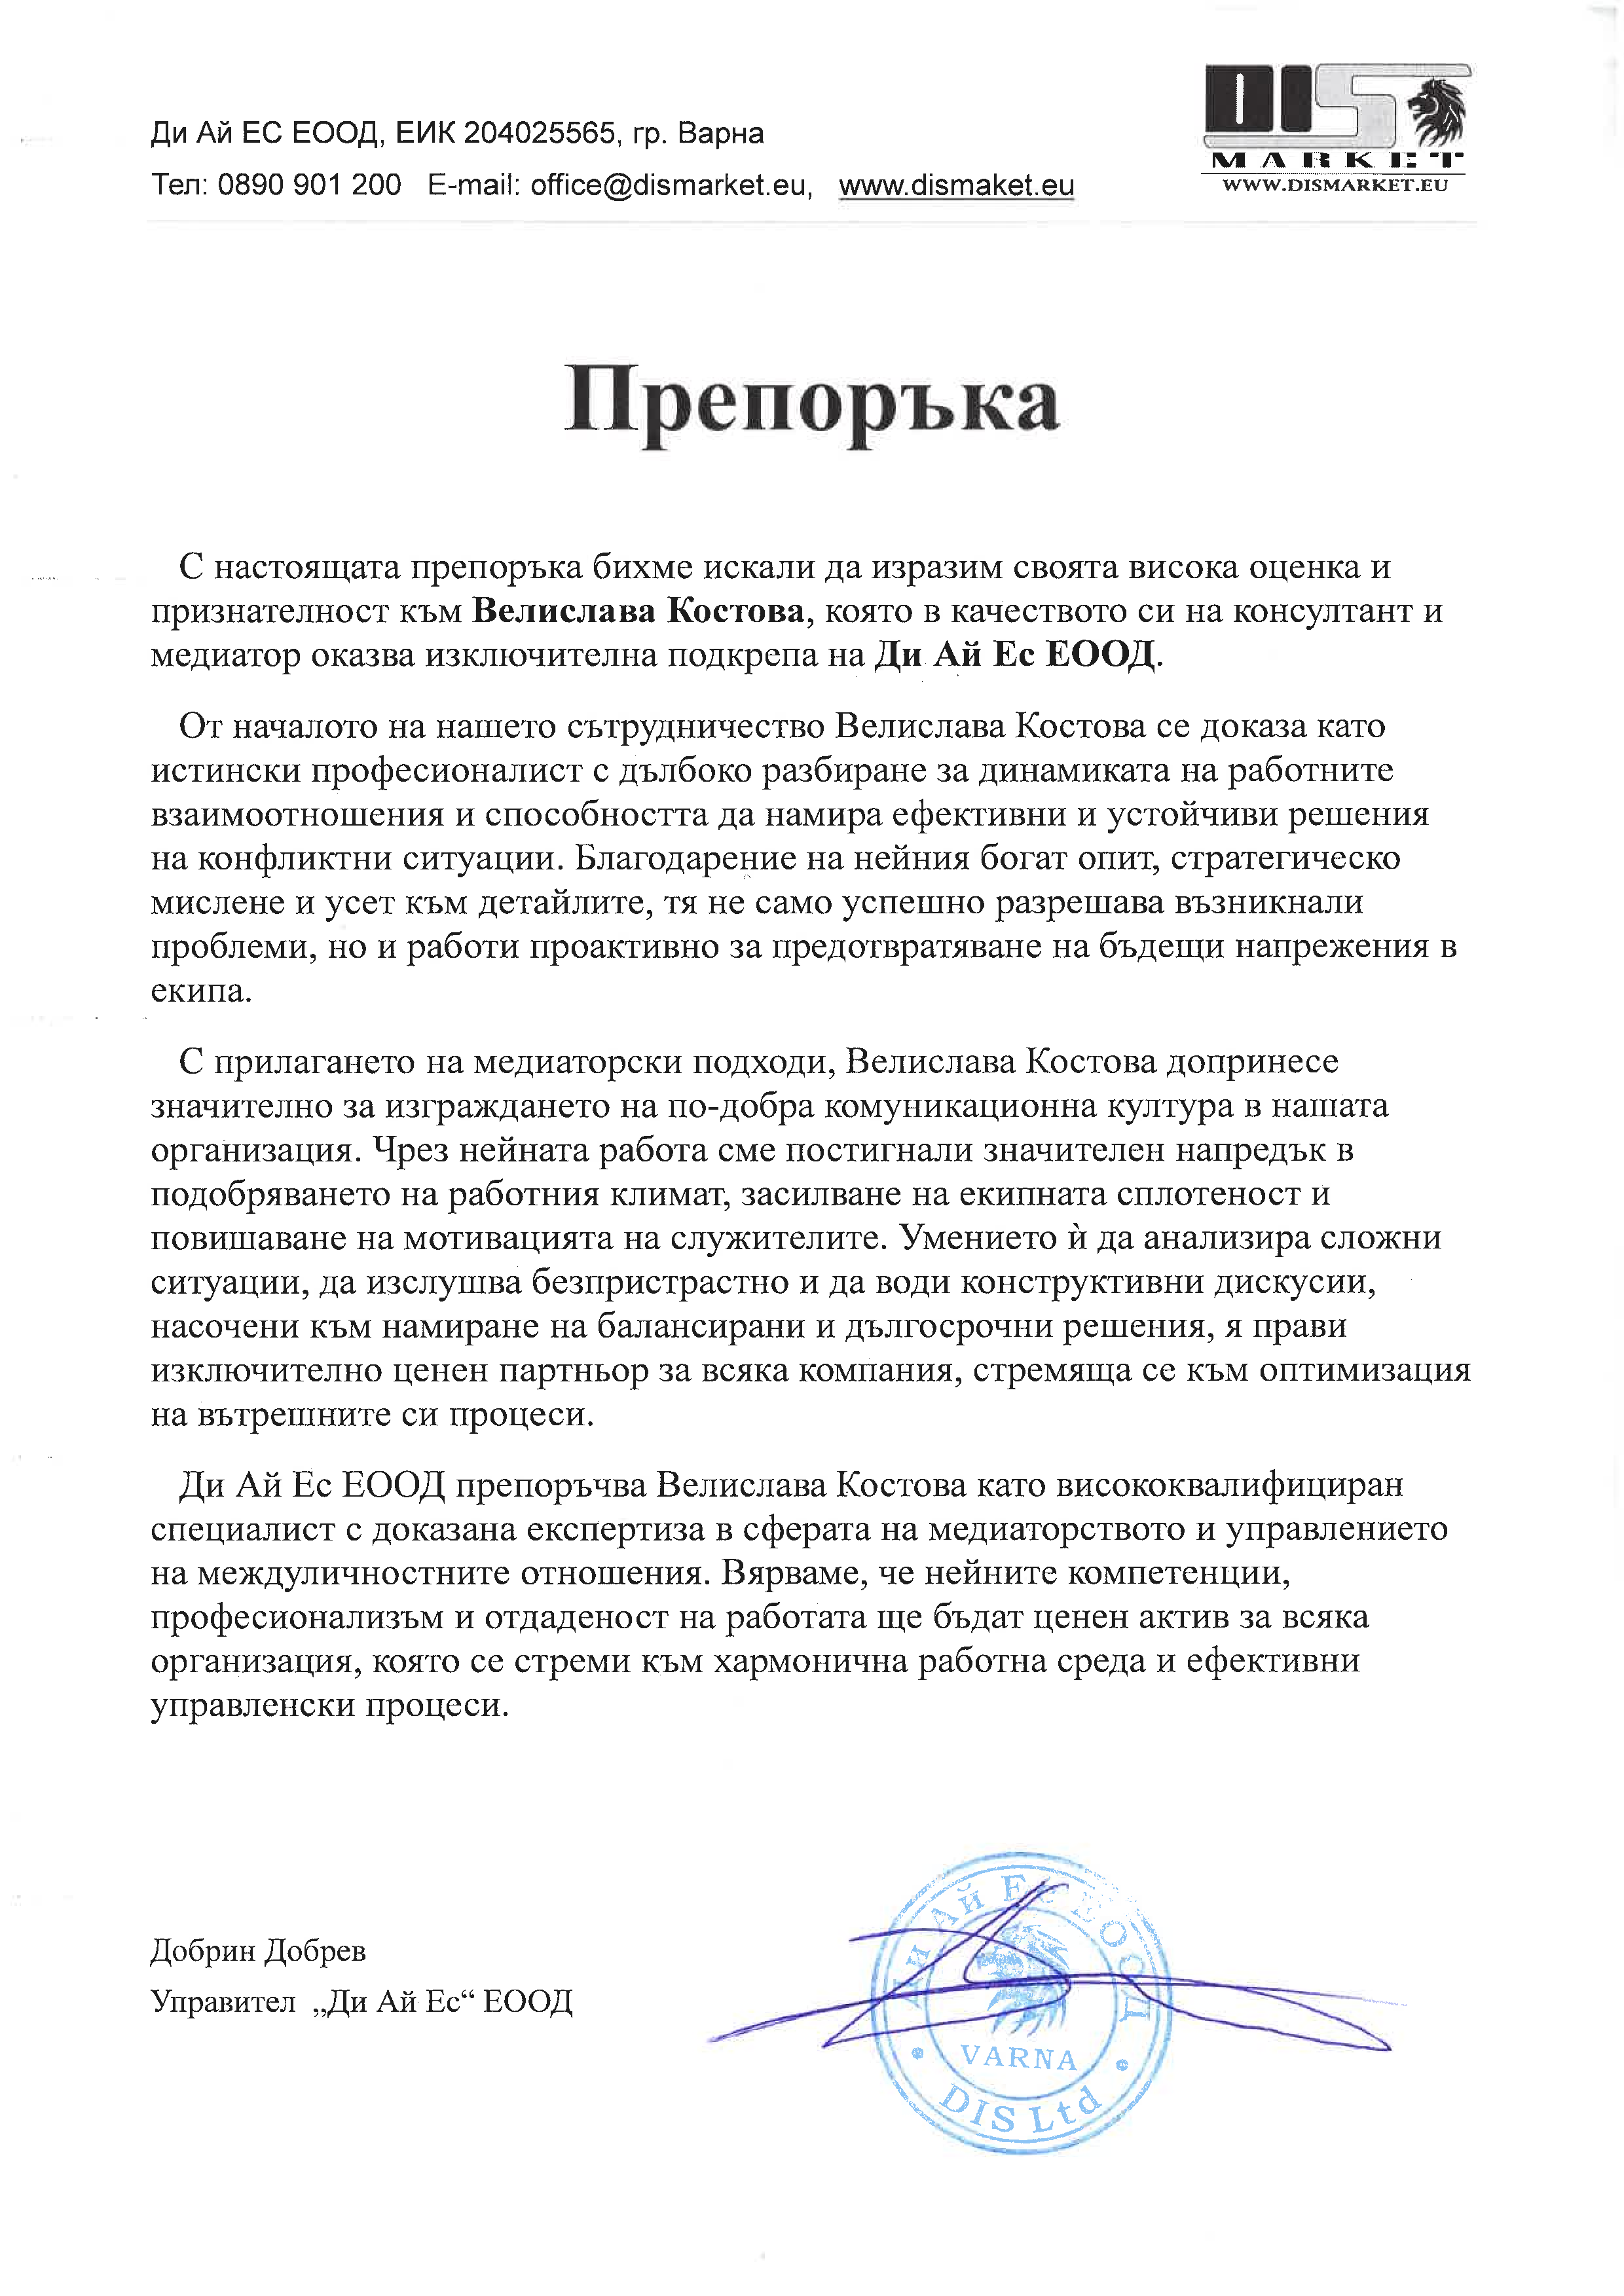 Ди Ай ЕС ЕООД, ЕИК 204025565, гр. Варна
Тел: 0890 901 200 E-mail: office@dismarket.eu, www.dismaket.eu
DIS
MARKET
WWW.DISMARKET.EU
Препоръка
С настоящата препоръка бихме искали да изразим своята висока оценка и
признателност към Велислава Костова, която в качеството си на консултант и
медиатор оказва изключителна подкрепа на Ди Ай Ес ЕООД.
От началото на нашето сътрудничество Велислава Костова се доказа като
истински професионалист с дълбоко разбиране за динамиката на работните
взаимоотношения и способността да намира ефективни и устойчиви решения
на конфликтни ситуации. Благодарение на нейния богат опит, стратегическо
мислене и усет към детайлите, тя не само успешно разрешава възникнали
проблеми, но и работи проактивно за предотвратяване на бъдещи напрежения в
екипа.
С прилагането на медиаторски подходи, Велислава Костова допринесе
значително за изграждането на по-добра комуникационна култура в нашата
организация. Чрез нейната работа сме постигнали значителен напредък в
подобряването на работния климат, засилване на екипната сплотеност и
повишаване на мотивацията на служителите. Умението ѝ да анализира сложни
ситуации, да изслушва безпристрастно и да води конструктивни дискусии,
насочени към намиране на балансирани и дългосрочни решения, я прави
изключително ценен партньор за всяка компания, стремяща се към оптимизация
на вътрешните си процеси.
Ди Ай Ес ЕООД препоръчва Велислава Костова като висококвалифициран
специалист с доказана експертиза в сферата на медиаторството и управлението
на междуличностните отношения. Вярваме, че нейните компетенции,
професионализъм и отдаденост на работата ще бъдат ценен актив за всяка
организация, която се стреми към хармонична работна среда и ефективни
управленски процеси.
Добрин Добрев
Управител „Ди Ай Ес“ ЕООД
Ди Ай Ес ЕООД
VARNA
DIS Ltd